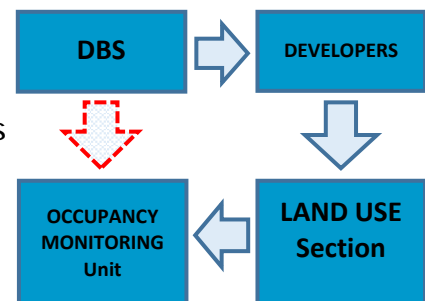 DBS
DEVELOPERS
s
OCCUPANCY
MONITORING
Unit
LAND USE
Section